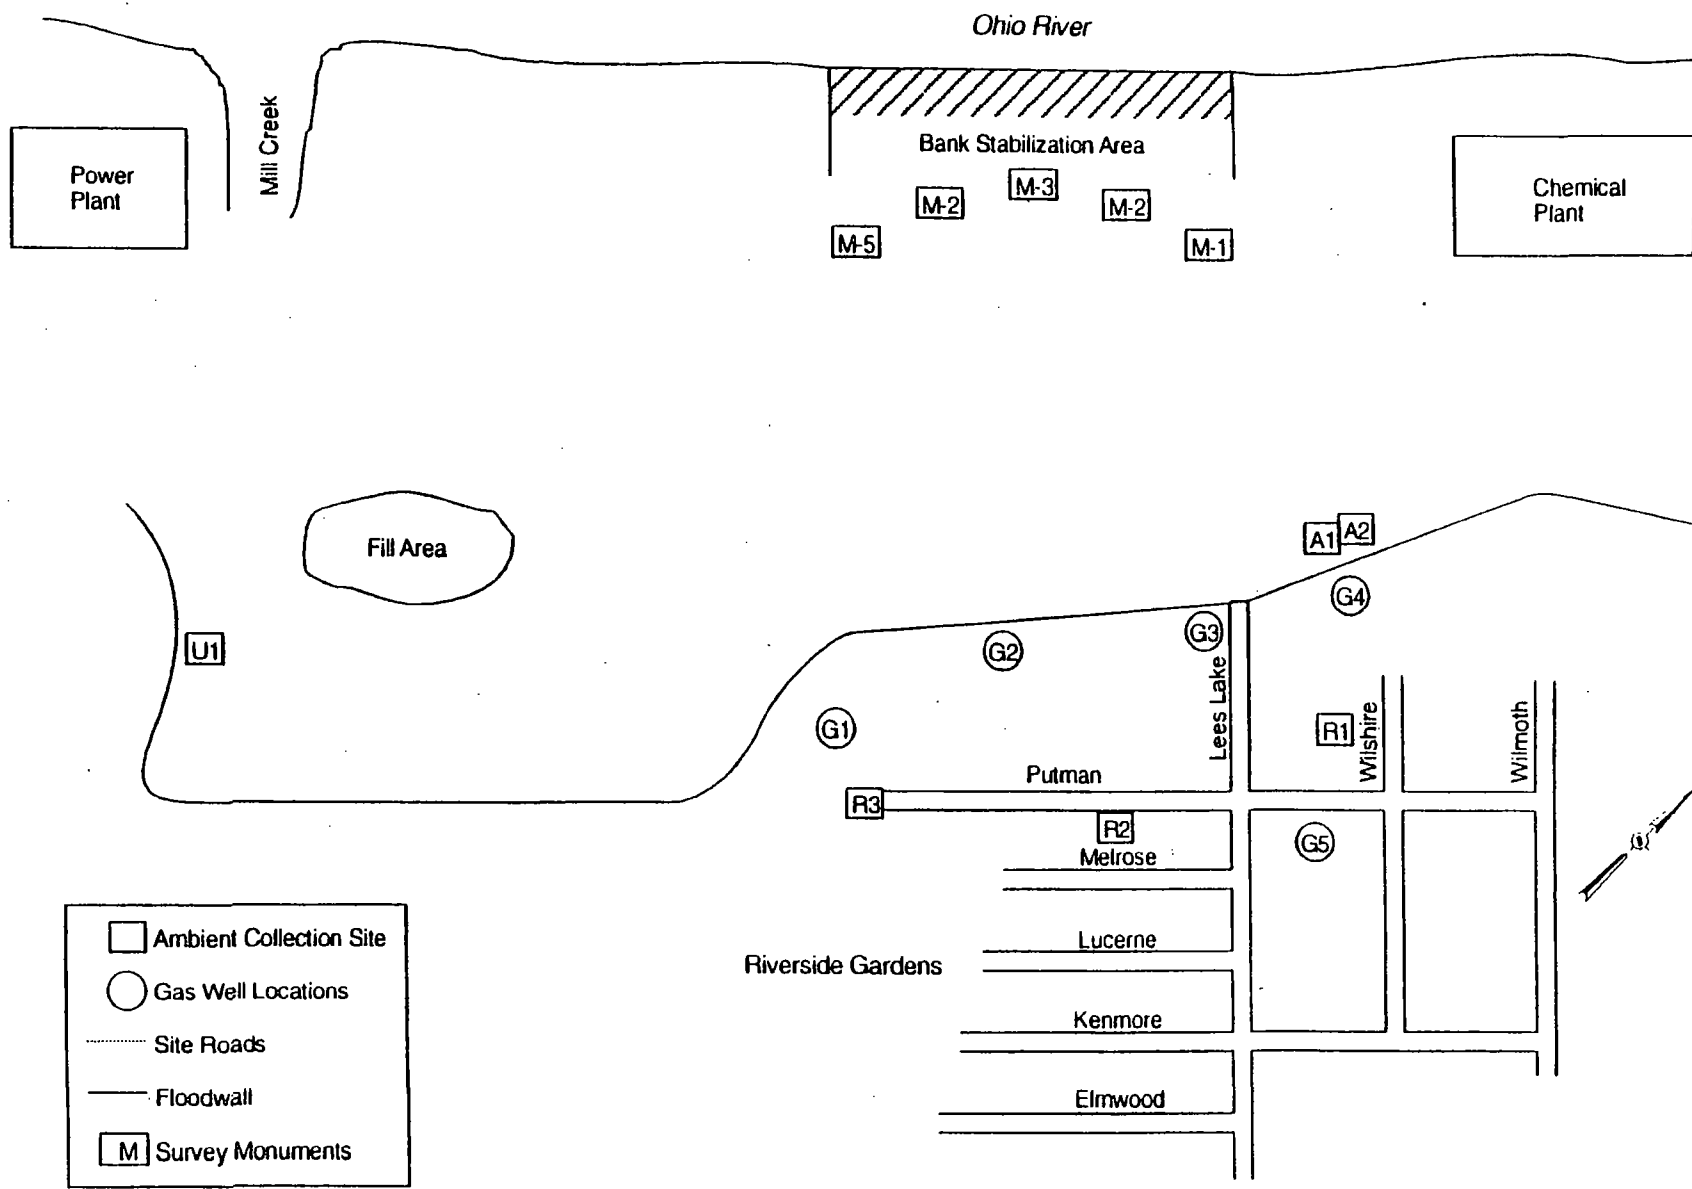 Ohio River
Mill Creek
Bank Stabilization Area
Power
Plant
Chemical
Plant
M-3
M-2
M-2
M-5
M-1
Fill Area
A1
A2
G4
U1
G3
G2
G1
Lees Lake
R1
Wilshire
Wilmoth
Putman
R3
R2
G5
Melrose
Lucerne
Riverside Gardens
Kenmore
Elmwood
Ambient Collection Site
Gas Well Locations
Site Roads
Floodwall
M Survey Monuments